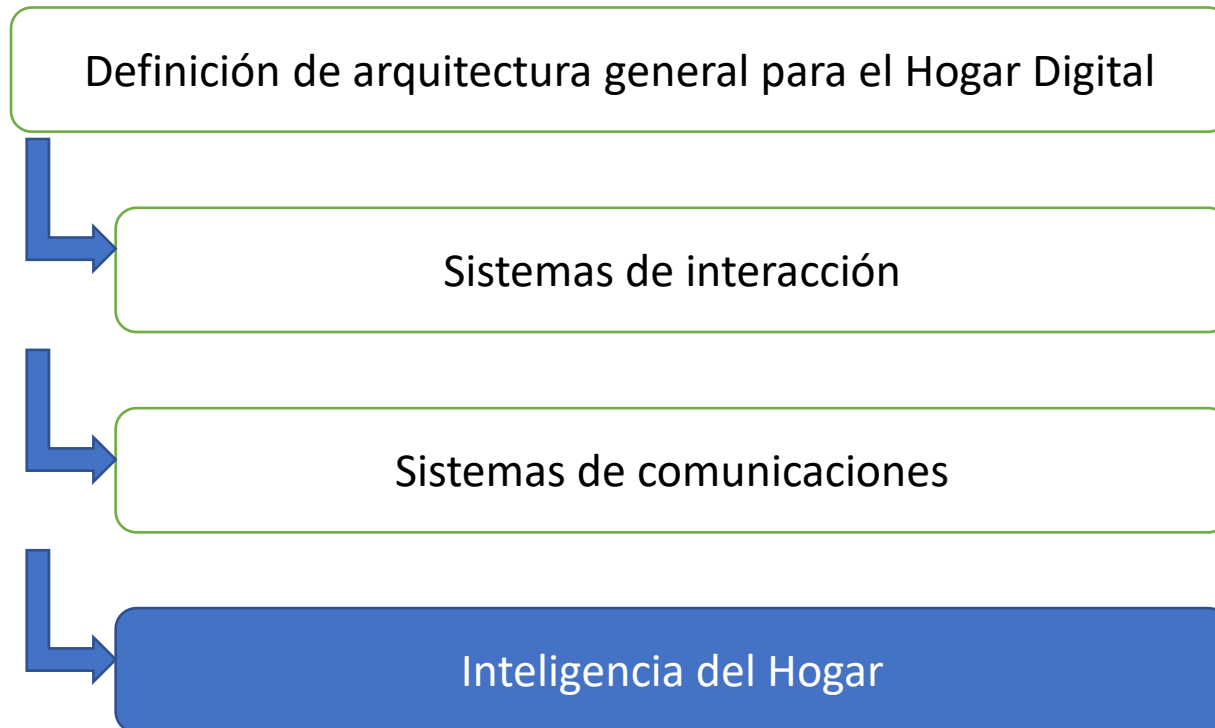 Definición de arquitectura general para el Hogar Digital
Sistemas de interacción
Sistemas de comunicaciones
Inteligencia del Hogar